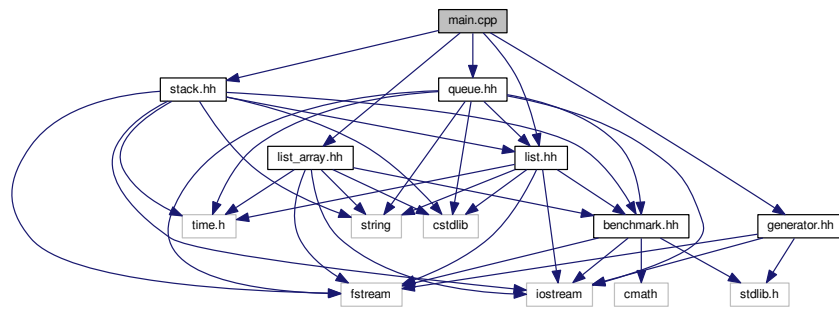 main.cpp
stack.hh
queue.hh
list_array.hh
list.hh
time.h
string
cstdlib
benchmark.hh
generator.hh
fstream
iostream
cmath
stdlib.h